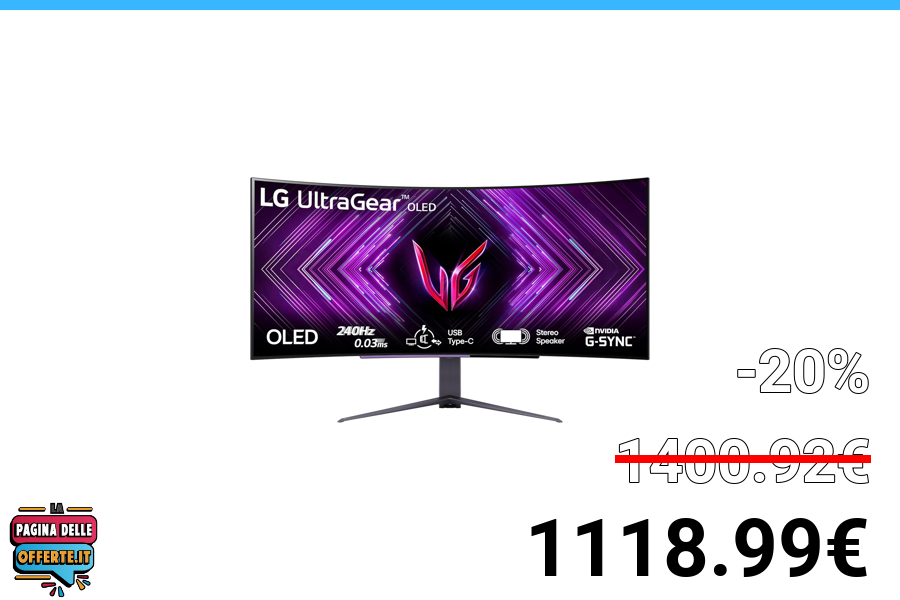 LG UltraGear™ OLED
OLED
240Hz
0.03ms
USB
Type-C
Stereo
Speaker
NVIDIA
G-SYNC
-20%
1400.92€
1118.99€
LA
PAGINA DELLE
OFFERTE.IT